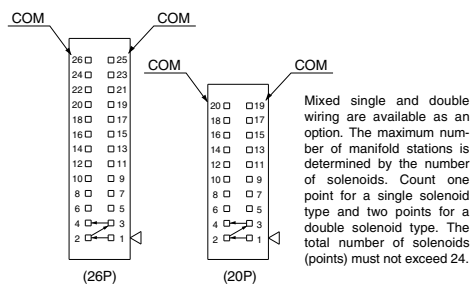 COM COM
26 25
24 23
22 21
20 19
18 17
16 15
14 13
12 11
10 9
8 7
6 5
4 3
2 1
(26P)
COM COM
20 19
18 17
16 15
14 13
12 11
10 9
8 7
6 5
4 3
2 1
(20P)
Mixed single and double
wiring are available as an
option. The maximum num-
ber of manifold stations is
determined by the number
of solenoids. Count one
point for a single solenoid
type and two points for a
double solenoid type. The
total number of solenoids
(points) must not exceed 24.